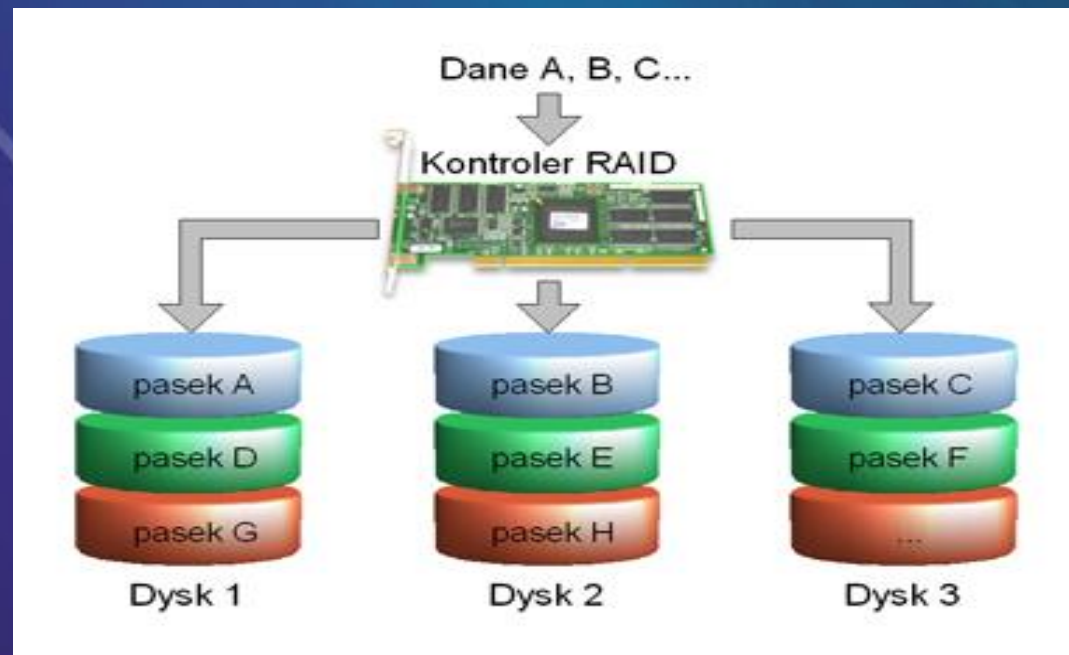 Dane A, B, C...
Kontroler RAID
pasek A
pasek B
pasek C
pasek D
pasek E
pasek F
pasek G
pasek H
...
Dysk 1
Dysk 2
Dysk 3